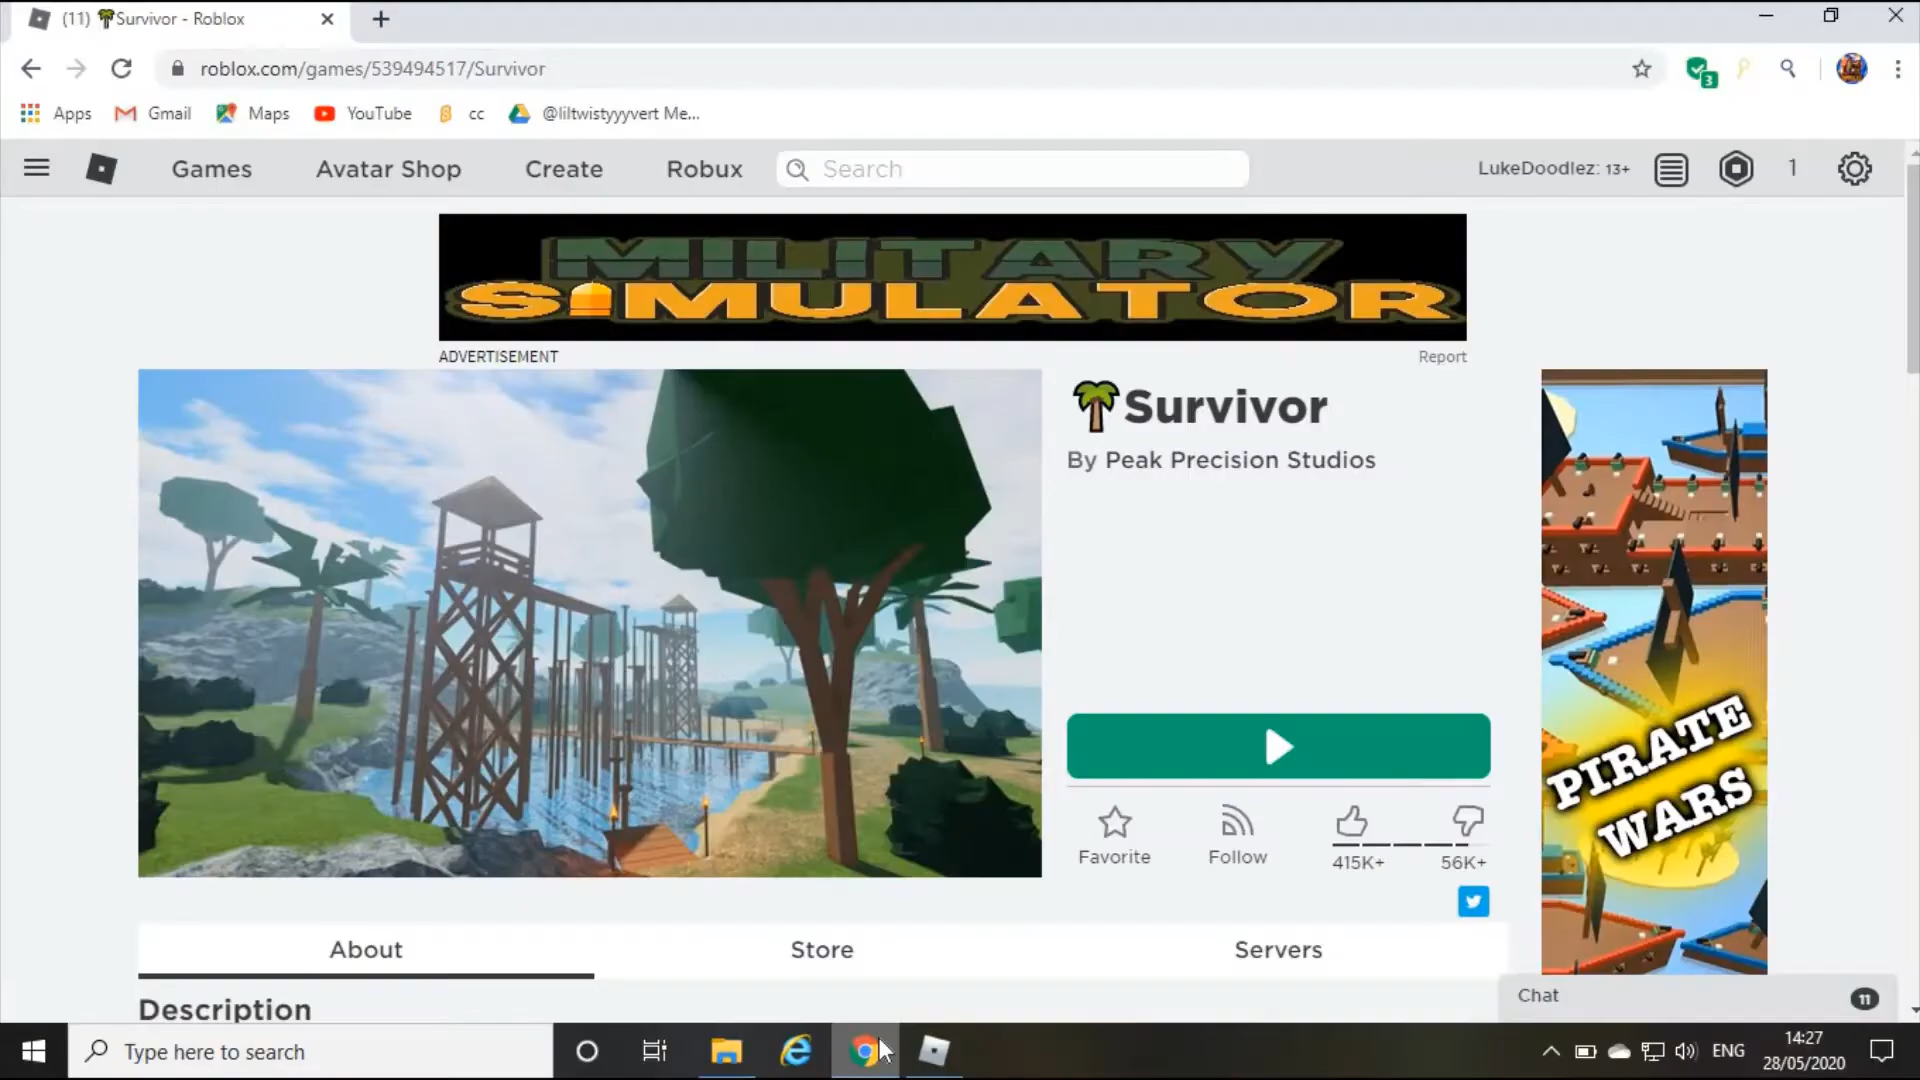 (11) 🌴Survivor - Roblox
roblox.com/games/539494517/Survivor
3
Apps
Gmail
Maps
YouTube
cc
@liltwistyyyvert Me...
Games
Avatar Shop
Create
Robux
Search
LukeDoodlez: 13+
1
MILITARY
SIMULATOR
ADVERTISEMENT
Report
🌴Survivor
By Peak Precision Studios
Favorite
Follow
415K+
56K+
PIRATE
WARS
About
Store
Servers
Description
Chat
11
Type here to search
ENG
14:27
28/05/2020